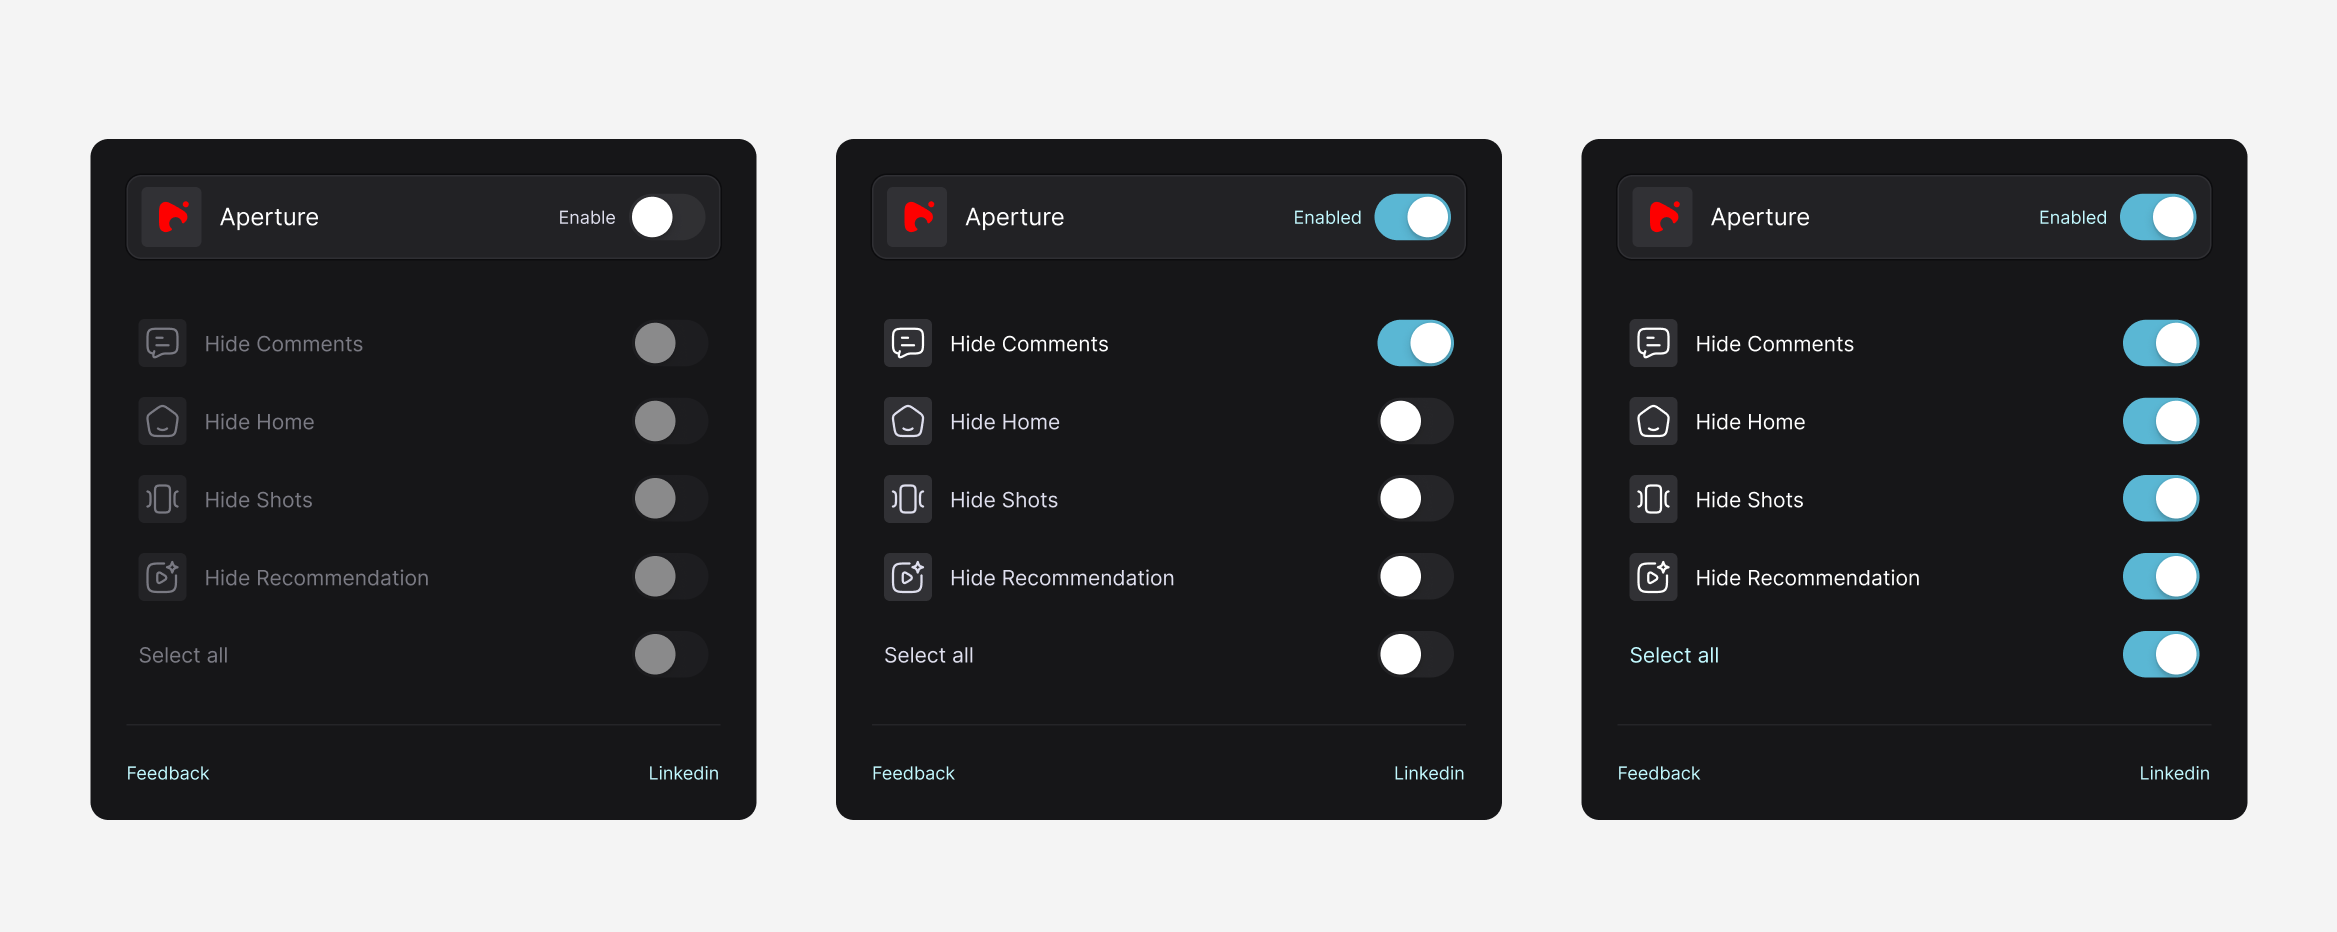 Aperture
Enable
Hide Comments
Hide Home
Hide Shots
Hide Recommendation
Select all
Feedback
Linkedin
Aperture
Enabled
Hide Comments
Hide Home
Hide Shots
Hide Recommendation
Select all
Feedback
Linkedin
Aperture
Enabled
Hide Comments
Hide Home
Hide Shots
Hide Recommendation
Select all
Feedback
Linkedin